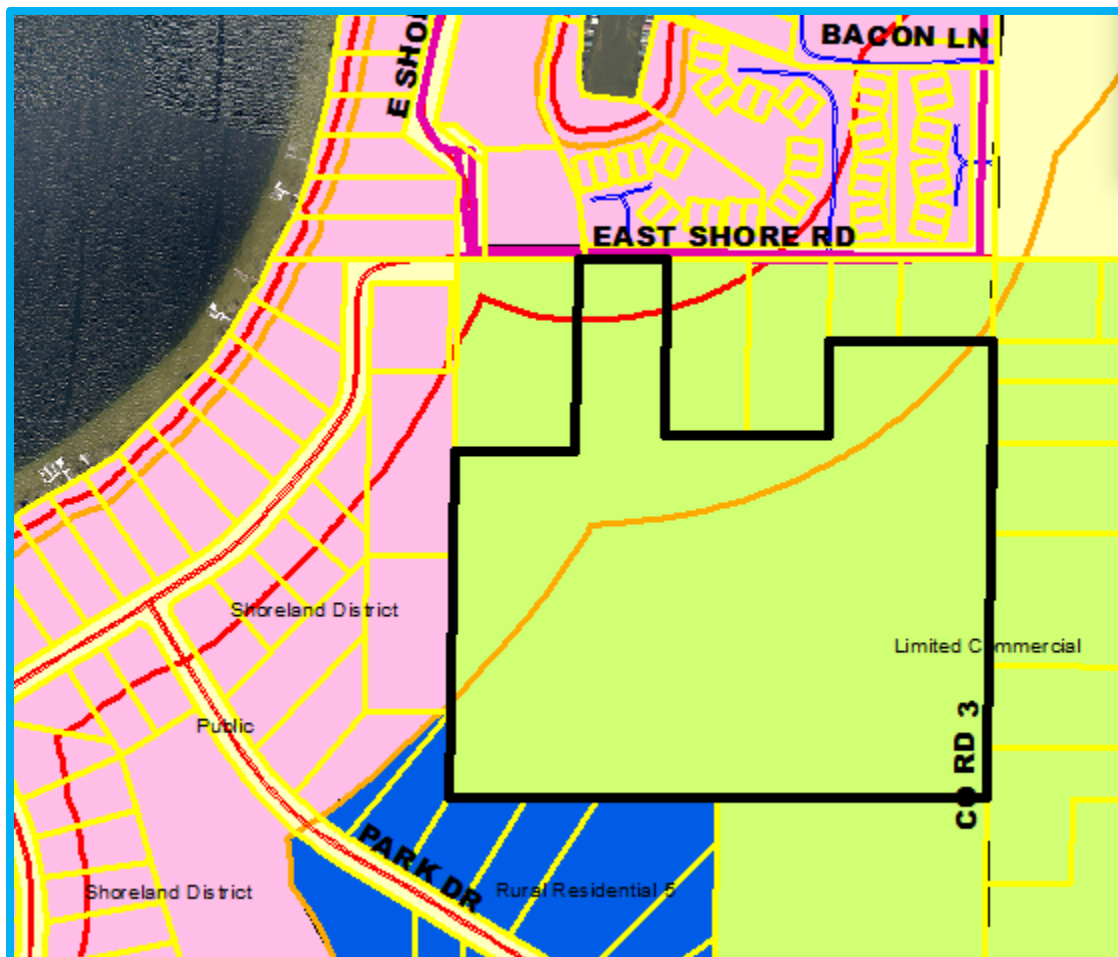 BACON LN
E SHO
EAST SHORE RD
Shoreland District
Limited Commercial
Public
CO RD 3
PARK DR
Shoreland District
Rural Residential 5